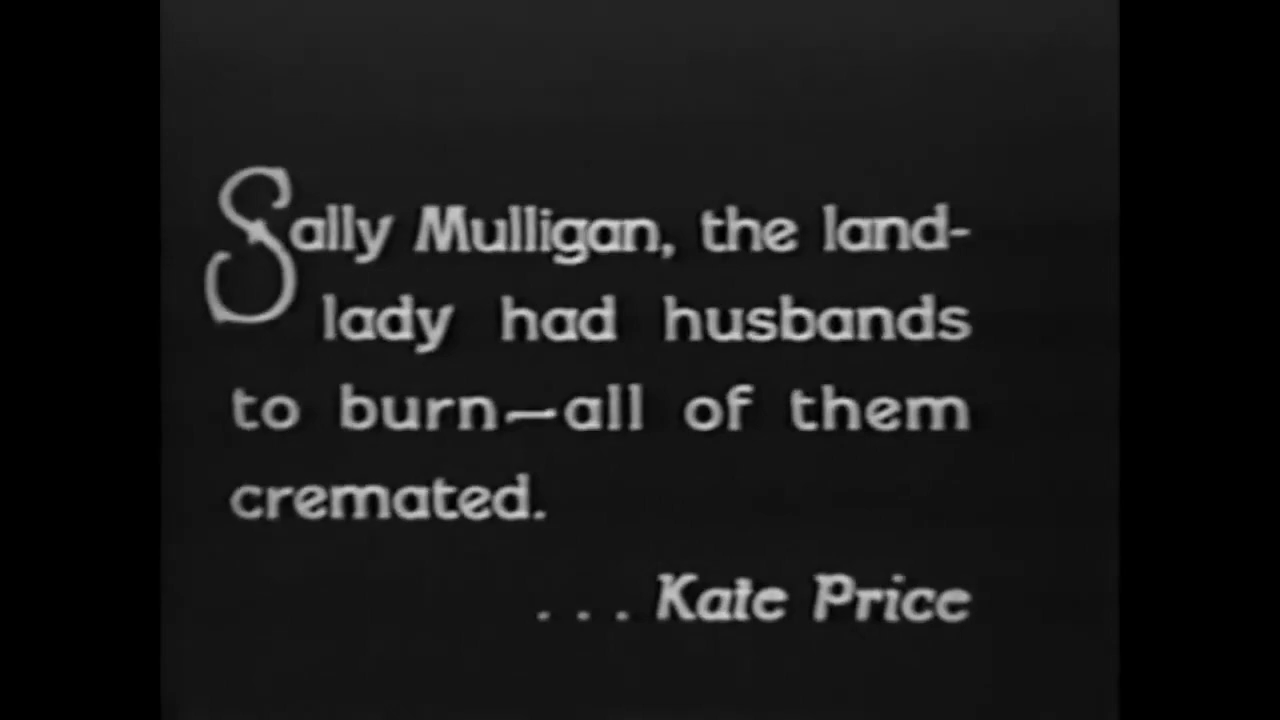 Sally Mulligan, the land-
lady had husbands
to burn—all of them
cremated.
. . . Kate Price